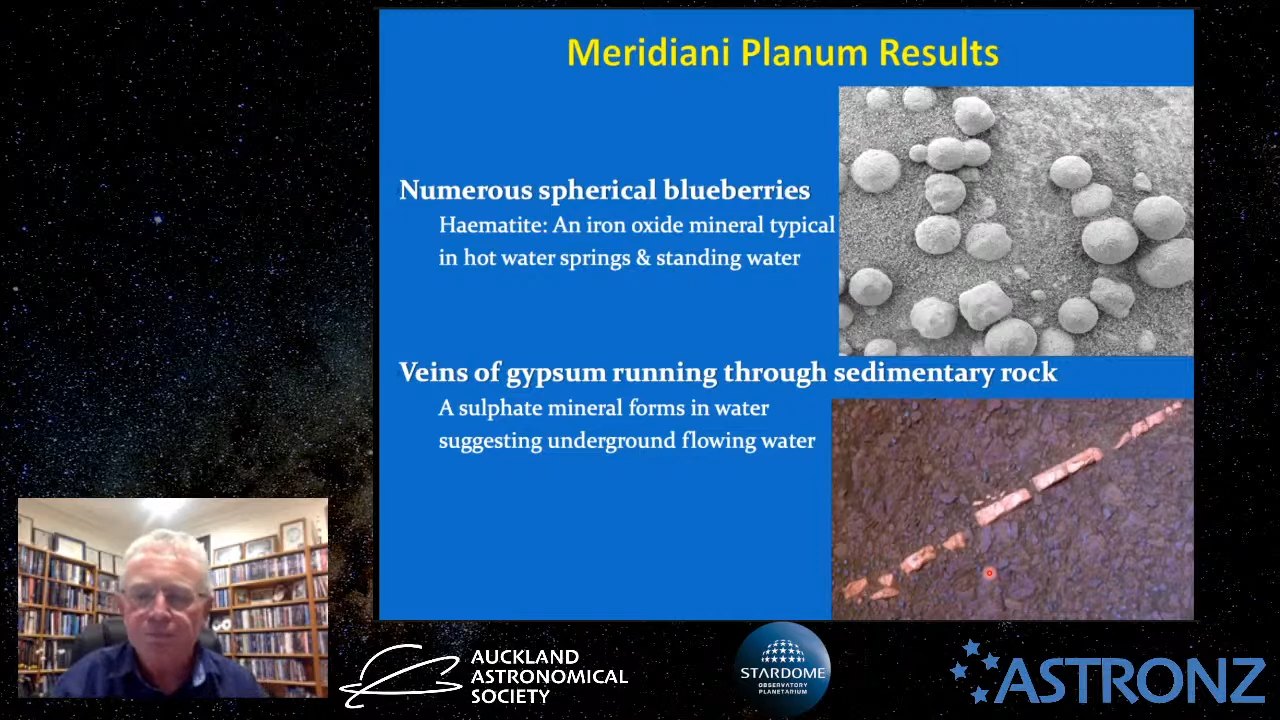 Meridiani Planum Results
Numerous spherical blueberries
Haematite: An iron oxide mineral typical
in hot water springs & standing water
Veins of gypsum running through sedimentary rock
A sulphate mineral forms in water
suggesting underground flowing water
AUCKLAND
ASTRONOMICAL
SOCIETY
STARDOME
OBSERVATORY
PLANETARIUM
ASTRONZ